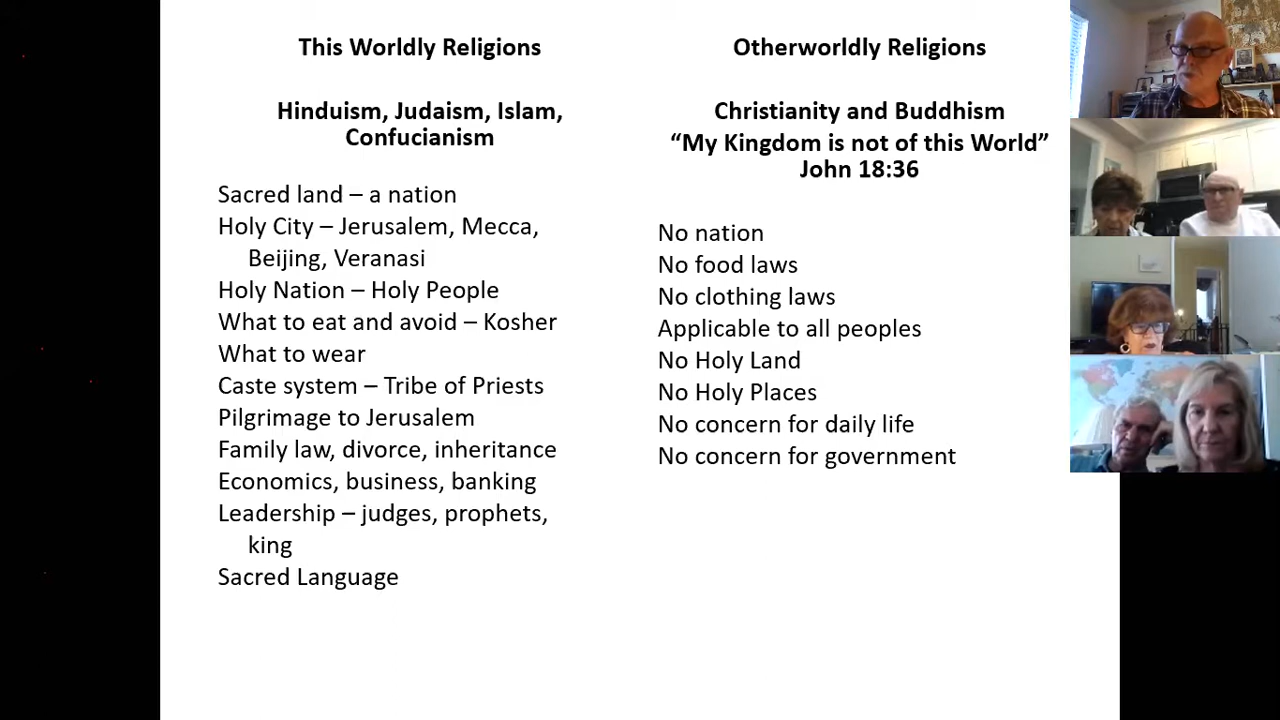 This Worldly Religions
Hinduism, Judaism, Islam,
Confucianism
Sacred land – a nation
Holy City – Jerusalem, Mecca,
Beijing, Veranasi
Holy Nation – Holy People
What to eat and avoid – Kosher
What to wear
Caste system – Tribe of Priests
Pilgrimage to Jerusalem
Family law, divorce, inheritance
Economics, business, banking
Leadership – judges, prophets,
king
Sacred Language
Otherworldly Religions
Christianity and Buddhism
“My Kingdom is not of this World”
John 18:36
No nation
No food laws
No clothing laws
Applicable to all peoples
No Holy Land
No Holy Places
No concern for daily life
No concern for government